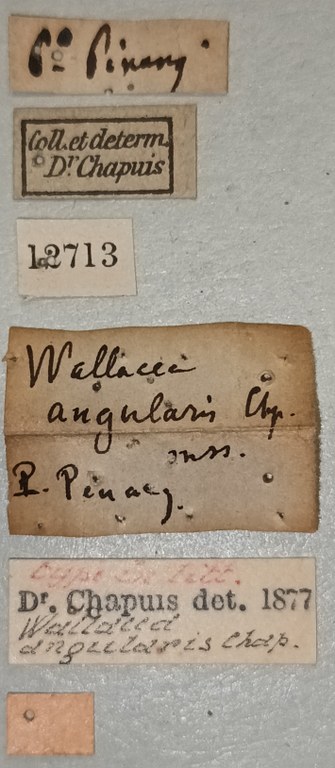 Po Pinang
Coll. et determ.
Dr Chapuis
12713
Wallacea
angularis Chp.
mss.
P. Pinang.
type in litt.
Dr. Chapuis det. 1877
Wallacea
angularis Chap.